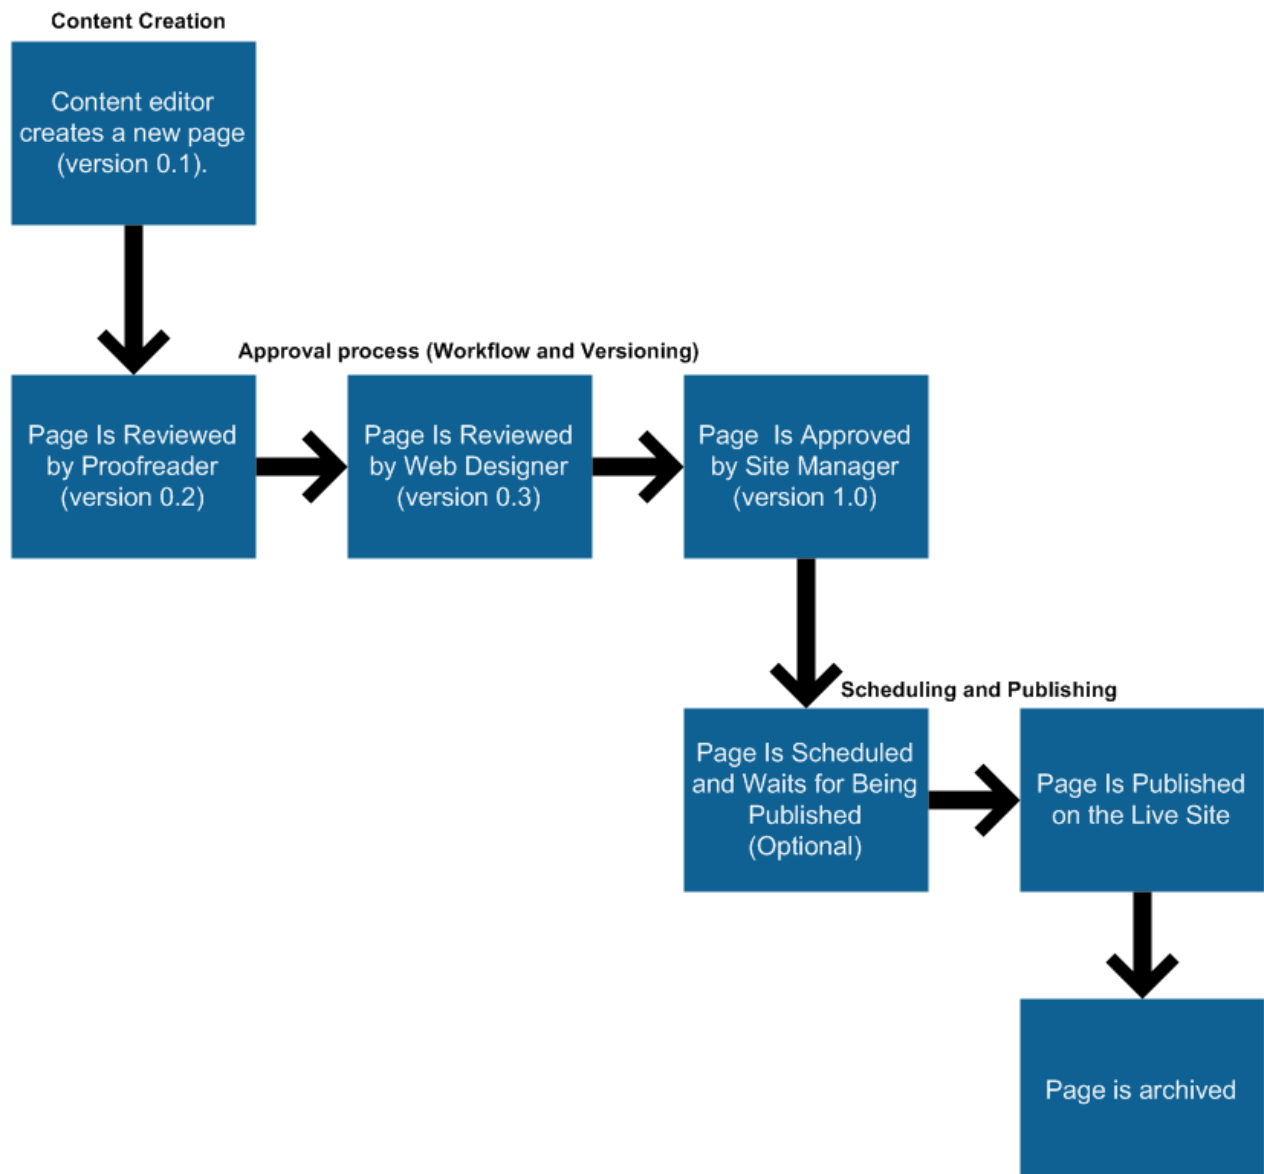 Content Creation
Content editor
creates a new page
(version 0.1).
Approval process (Workflow and Versioning)
Page Is Reviewed
by Proofreader
(version 0.2)
Page Is Reviewed
by Web Designer
(version 0.3)
Page Is Approved
by Site Manager
(version 1.0)
Scheduling and Publishing
Page Is Scheduled
and Waits for Being
Published
(Optional)
Page Is Published
on the Live Site
Page is archived